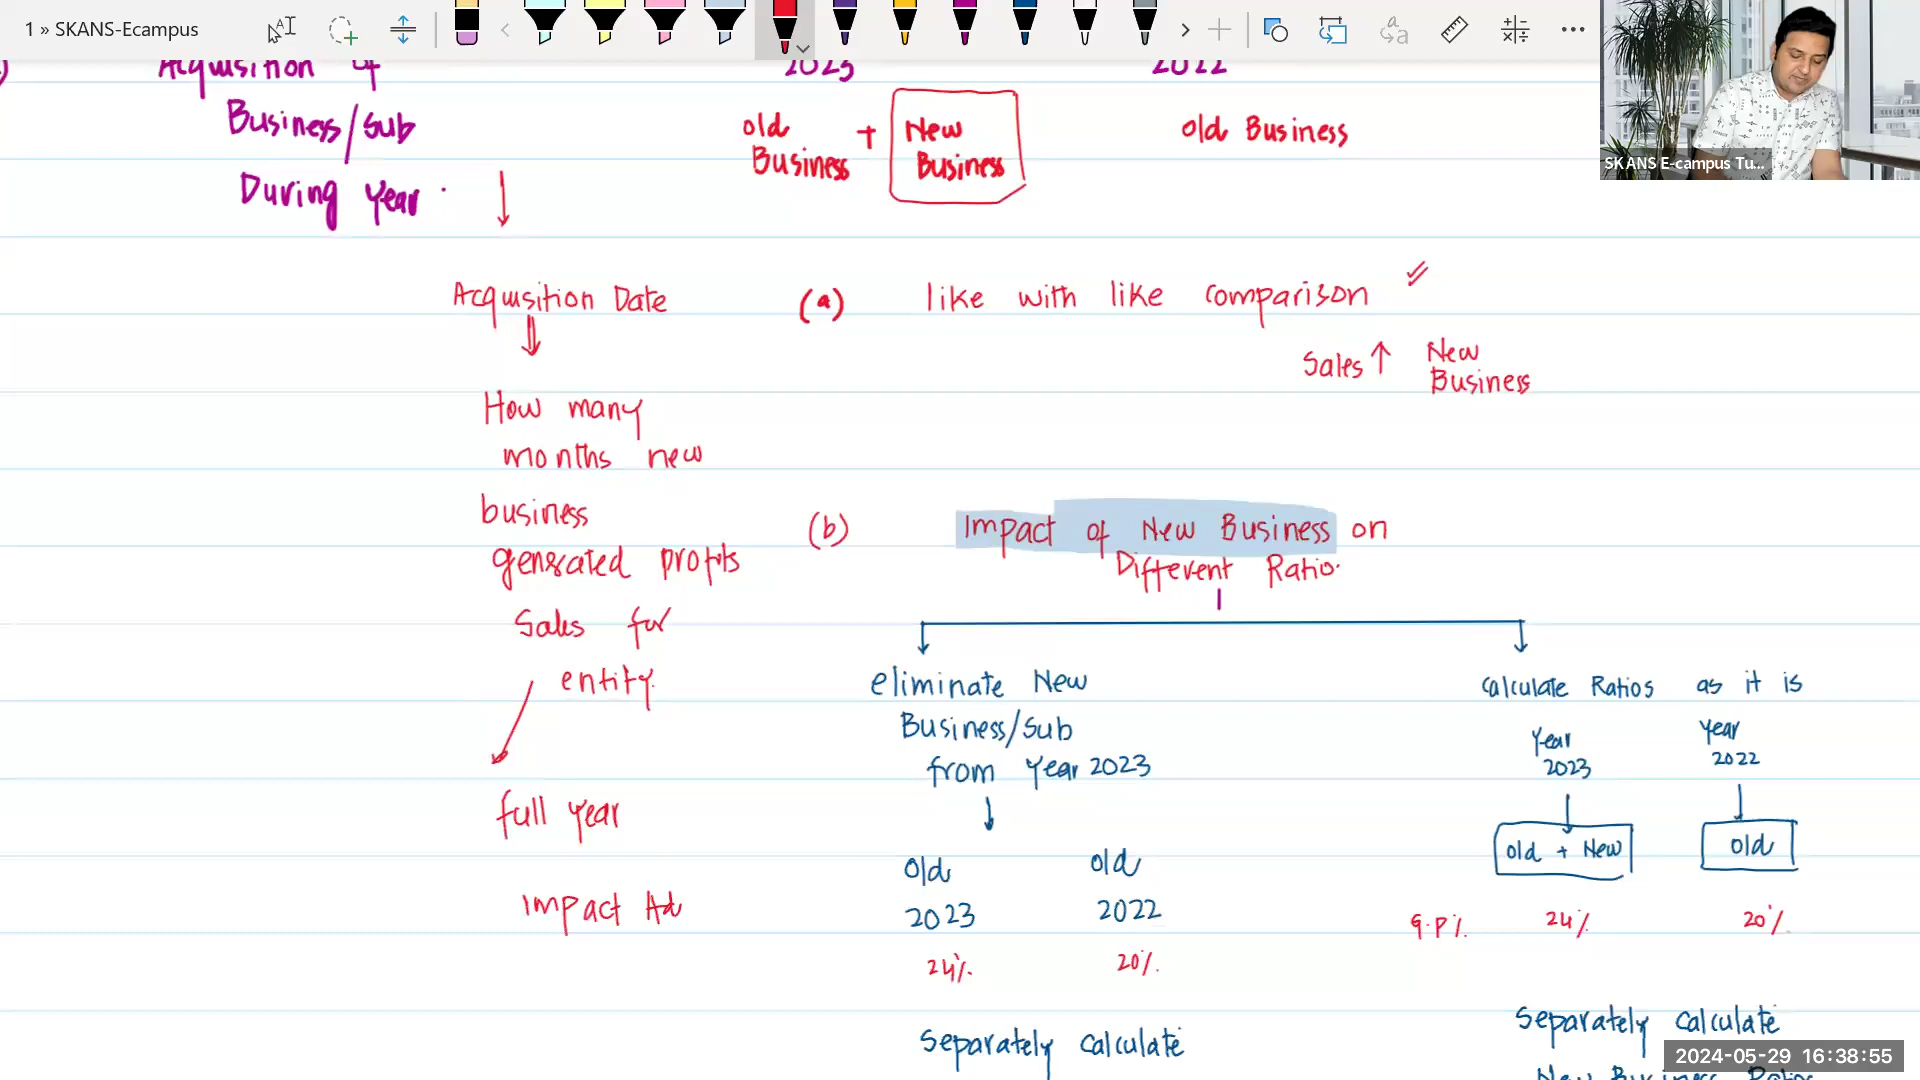 1 » SKANS-Ecampus
Acquisition of
Business/Sub
During Year
2023
2022
Old Business + New Business
Old Business
Acquisition Date
How many
months new
business
generated profits
Sales for
entity
full year
Impact Ad
(a) like with like comparison
Sales ↑ New Business
(b) Impact of New Business on
Different Ratio.
eliminate New
Business/Sub
from Year 2023
Old Old
2023 2022
24% 20%
Separately Calculate
Calculate Ratios as it is
Year 2023 Year 2022
Old + New Old
G.P% 24% 20%
Separately Calculate
New Business Ratios
SKANS E-campus Tu...
2024-05-29 16:38:55